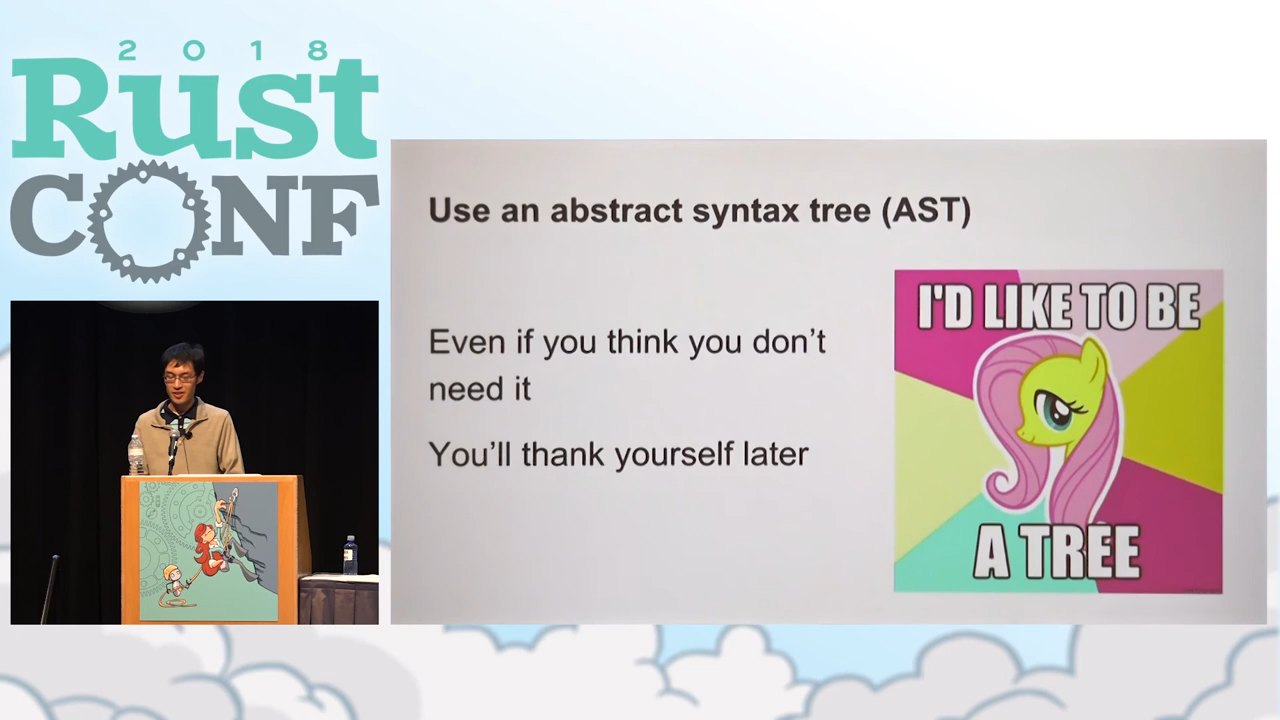 2018
Rust
CONF
Use an abstract syntax tree (AST)
Even if you think you don't
need it
You'll thank yourself later
I'D LIKE TO BE
A TREE